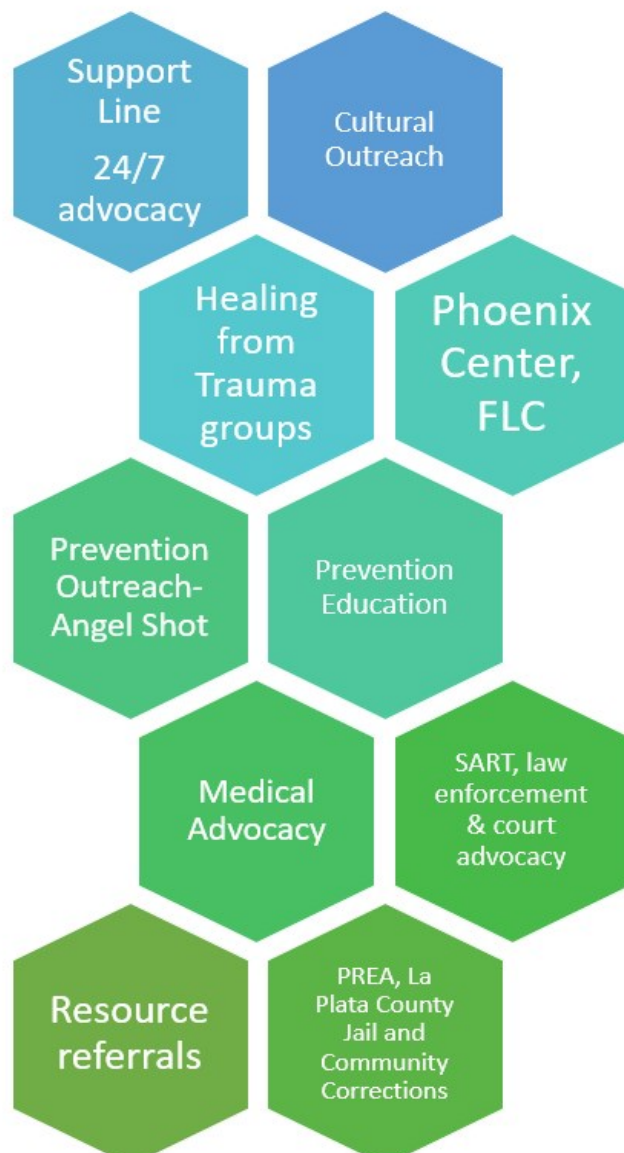 Support
Line
24/7
advocacy
Cultural
Outreach
Healing
from
Trauma
groups
Phoenix
Center,
FLC
Prevention
Outreach-
Angel Shot
Prevention
Education
Medical
Advocacy
SART, law
enforcement
& court
advocacy
Resource
referrals
PREA, La
Plata County
Jail and
Community
Corrections